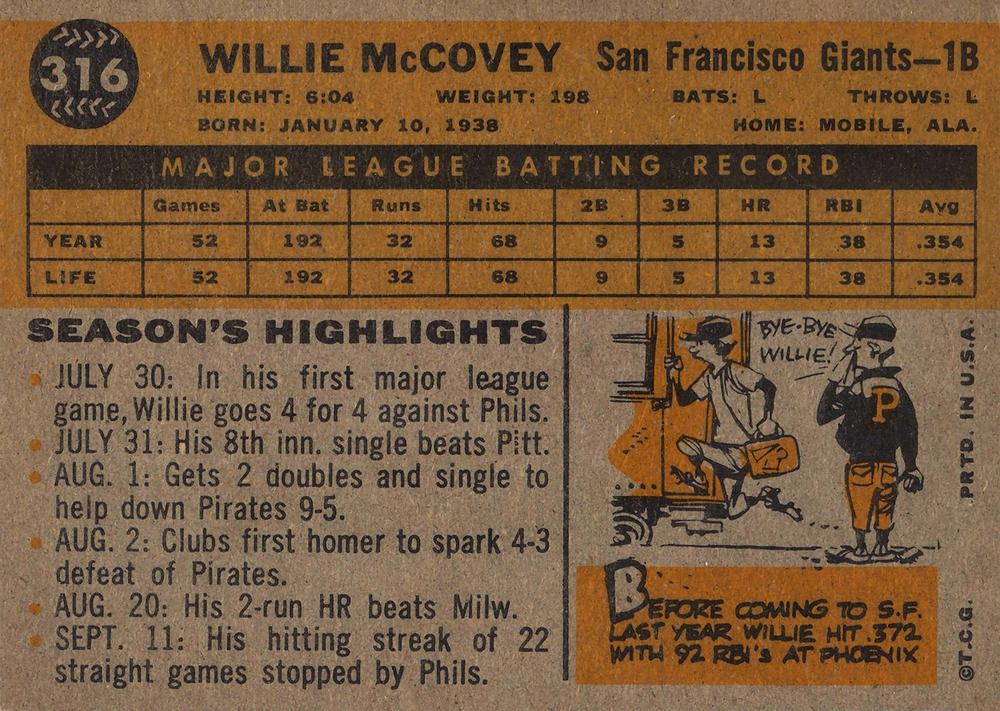 316
WILLIE McCOVEY San Francisco Giants—1B
HEIGHT: 6:04 WEIGHT: 198 BATS: L THROWS: L
BORN: JANUARY 10, 1938 HOME: MOBILE, ALA.
MAJOR LEAGUE BATTING RECORD
Games At Bat Runs Hits 2B 3B HR RBI Avg
YEAR 52 192 32 68 9 5 13 38 .354
LIFE 52 192 32 68 9 5 13 38 .354
SEASON'S HIGHLIGHTS
• JULY 30: In his first major league
game, Willie goes 4 for 4 against Phils.
• JULY 31: His 8th inn. single beats Pitt.
• AUG. 1: Gets 2 doubles and single to
help down Pirates 9-5.
• AUG. 2: Clubs first homer to spark 4-3
defeat of Pirates.
• AUG. 20: His 2-run HR beats Milw.
• SEPT. 11: His hitting streak of 22
straight games stopped by Phils.
BYE-BYE
WILLIE!
P
BEFORE COMING TO S.F.
LAST YEAR WILLIE HIT .372
WITH 92 RBI's AT PHOENIX
©T.C.G. PRTD. IN U.S.A.